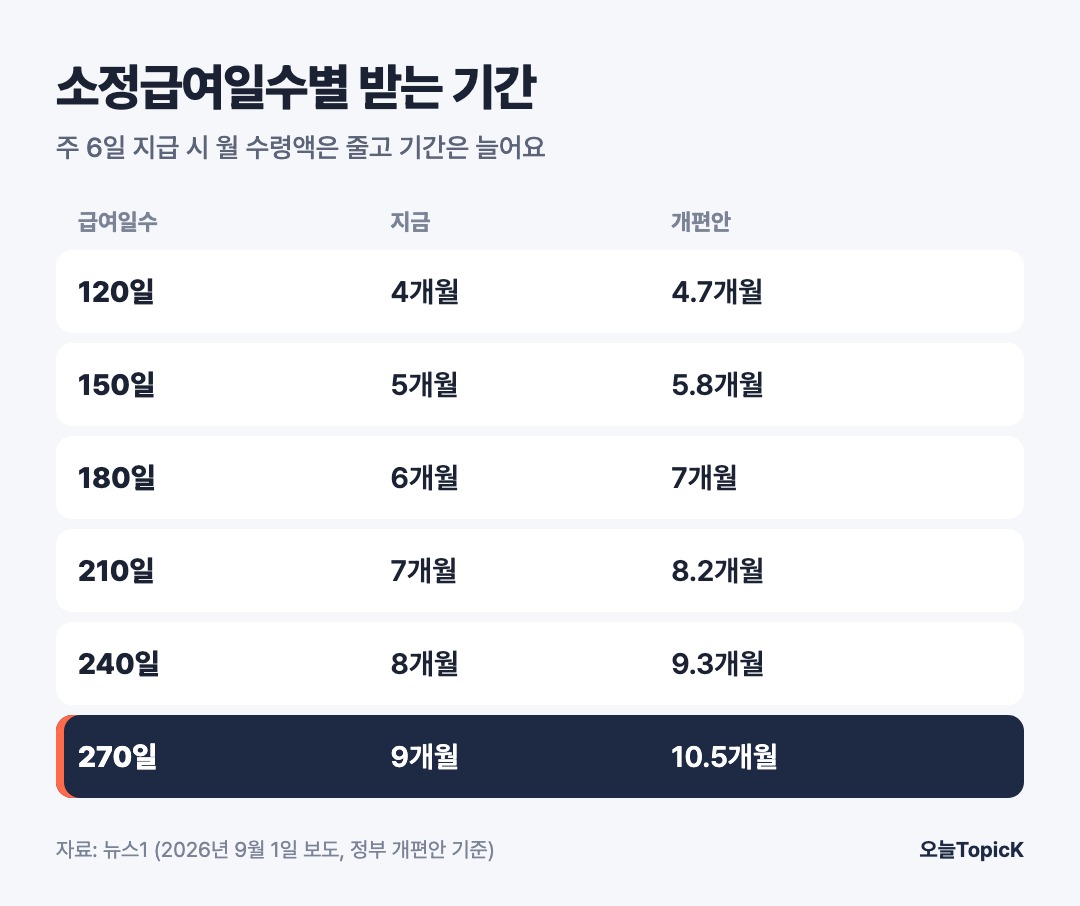 소정급여일수별 받는 기간
주 6일 지급 시 월 수령액은 줄고 기간은 늘어요
급여일수 지금 개편안
120일 4개월 4.7개월
150일 5개월 5.8개월
180일 6개월 7개월
210일 7개월 8.2개월
240일 8개월 9.3개월
270일 9개월 10.5개월
자료: 뉴스1 (2026년 9월 1일 보도, 정부 개편안 기준) 오늘TopicK